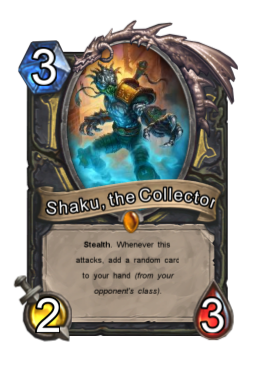 3
Shaku, the Collector
Stealth. Whenever this
attacks, add a random card
to your hand (from your
opponent's class).
2
3